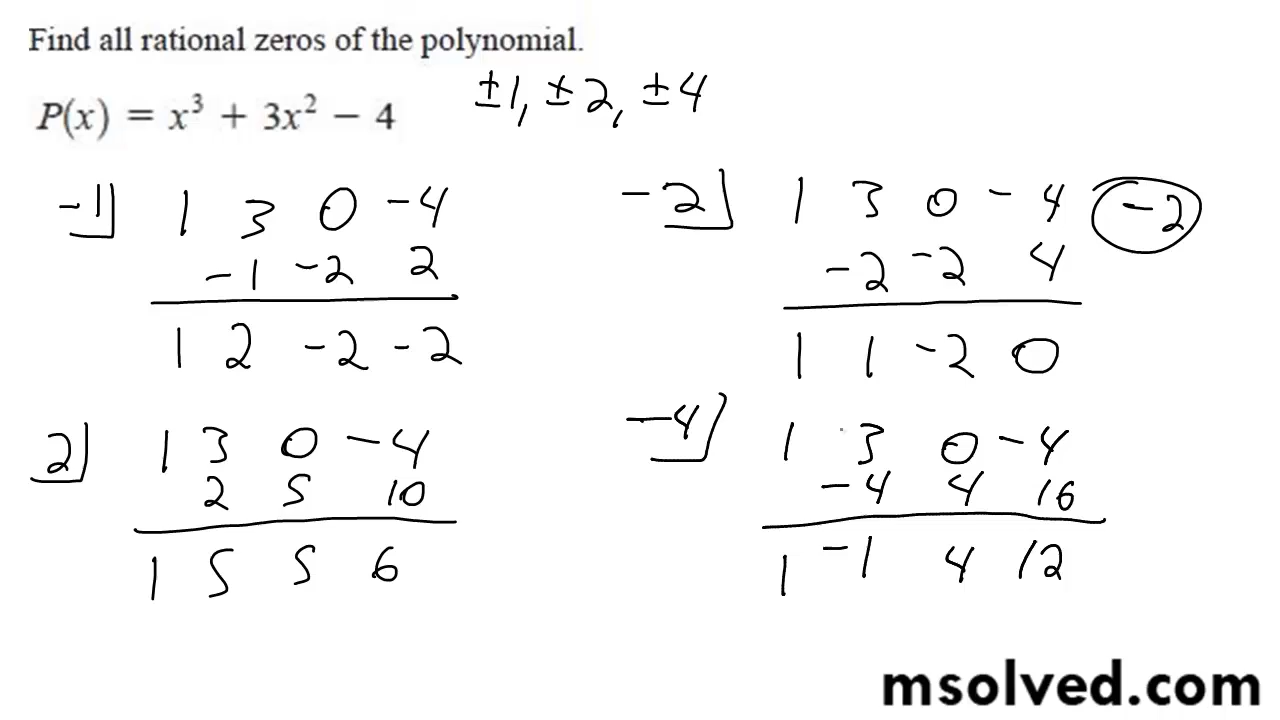 Find all rational zeros of the polynomial.
P(x) = x³ + 3x² − 4
±1, ±2, ±4
-1 1 3 0 -4
-1 -2 2
1 2 -2 -2
-2 1 3 0 -4 -2
-2 -2 4
1 1 -2 0
2 1 3 0 -4
2 5 10
1 5 5 6
-4 1 3 0 -4
-4 4 16
1 -1 4 12
msolved.com